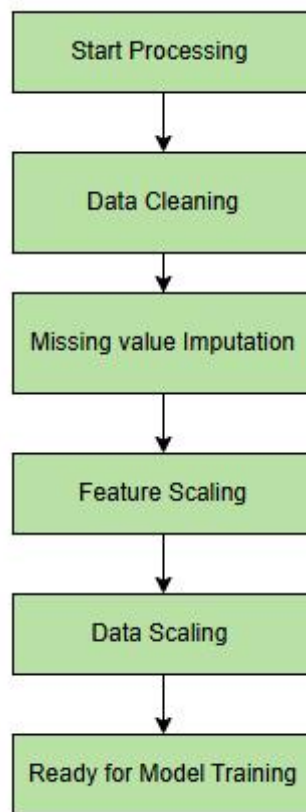 Start Processing
Data Cleaning
Missing value Imputation
Feature Scaling
Data Scaling
Ready for Model Training